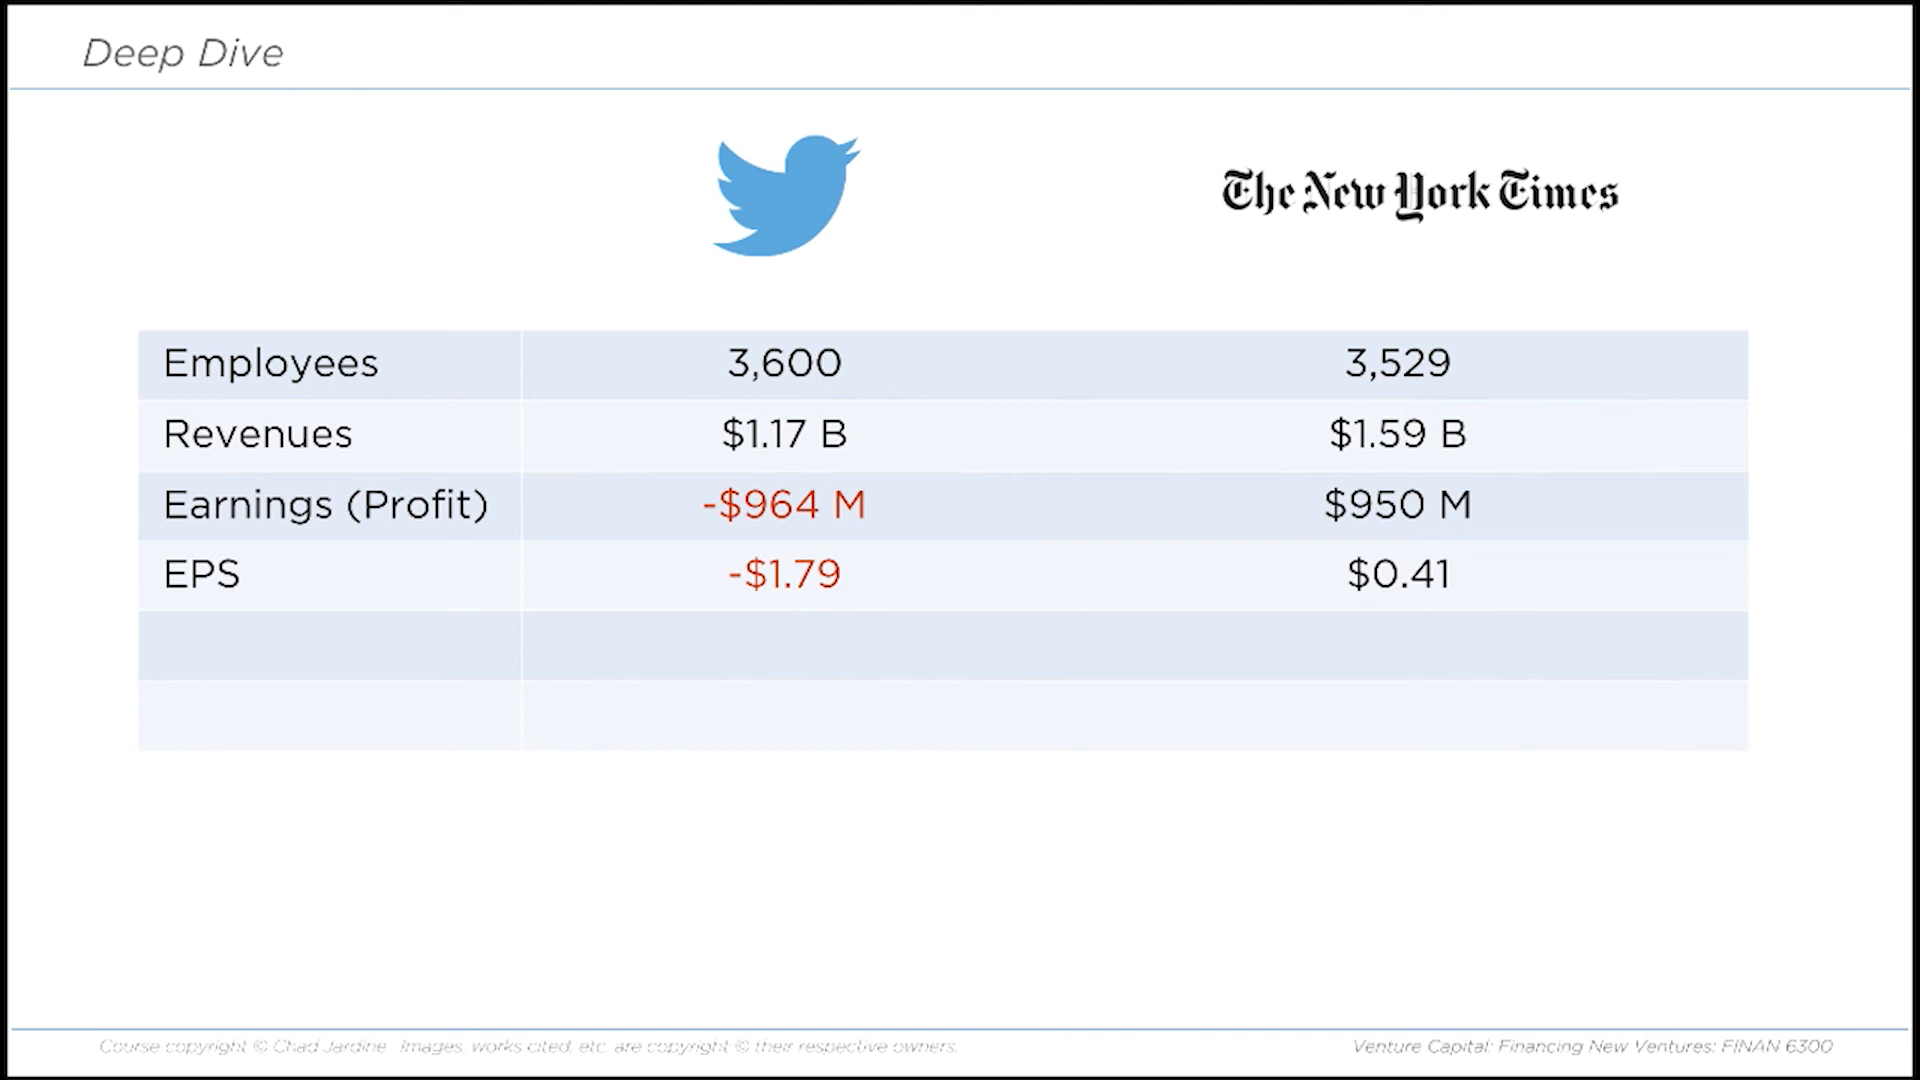 Deep Dive
The New York Times
Employees 3,600 3,529
Revenues $1.17 B $1.59 B
Earnings (Profit) -$964 M $950 M
EPS -$1.79 $0.41
Course copyright © Chad Jardine. Images, works cited, etc. are copyright © their respective owners.
Venture Capital: Financing New Ventures: FINAN 6300